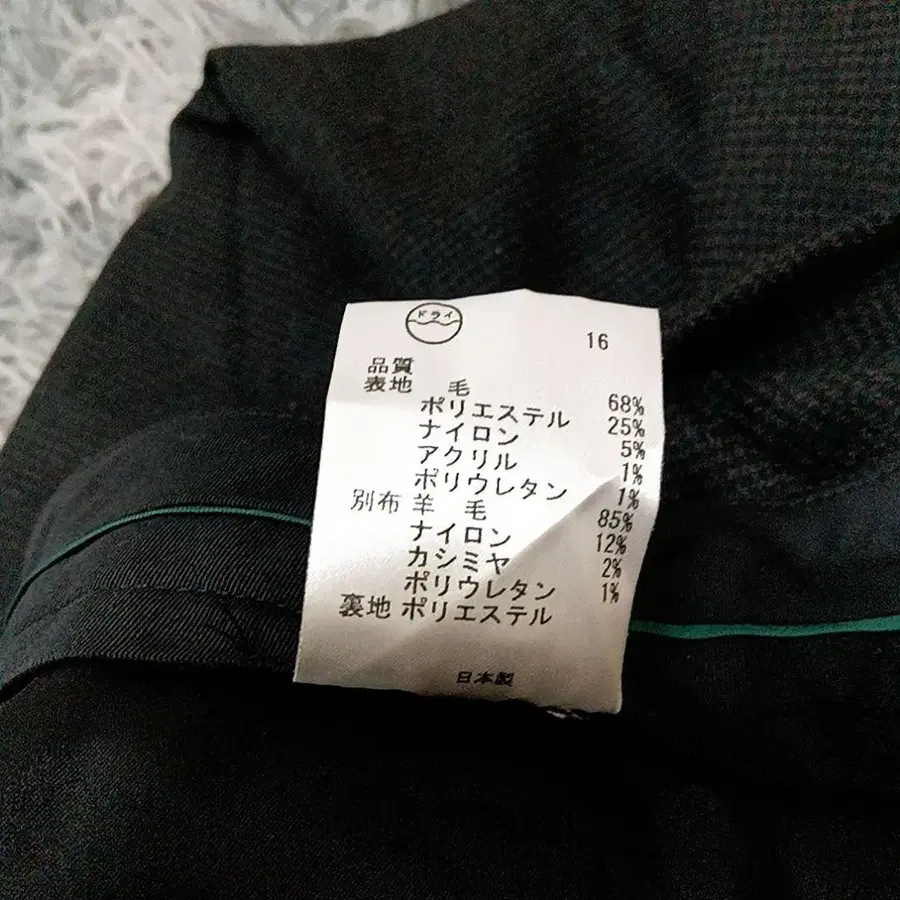 ドライ
16
品質
表地 毛 68%
ポリエステル 25%
ナイロン 5%
アクリル 1%
ポリウレタン 1%
別布 羊 毛 85%
ナイロン 12%
カシミヤ 2%
ポリウレタン 1%
裏地 ポリエステル
日本製